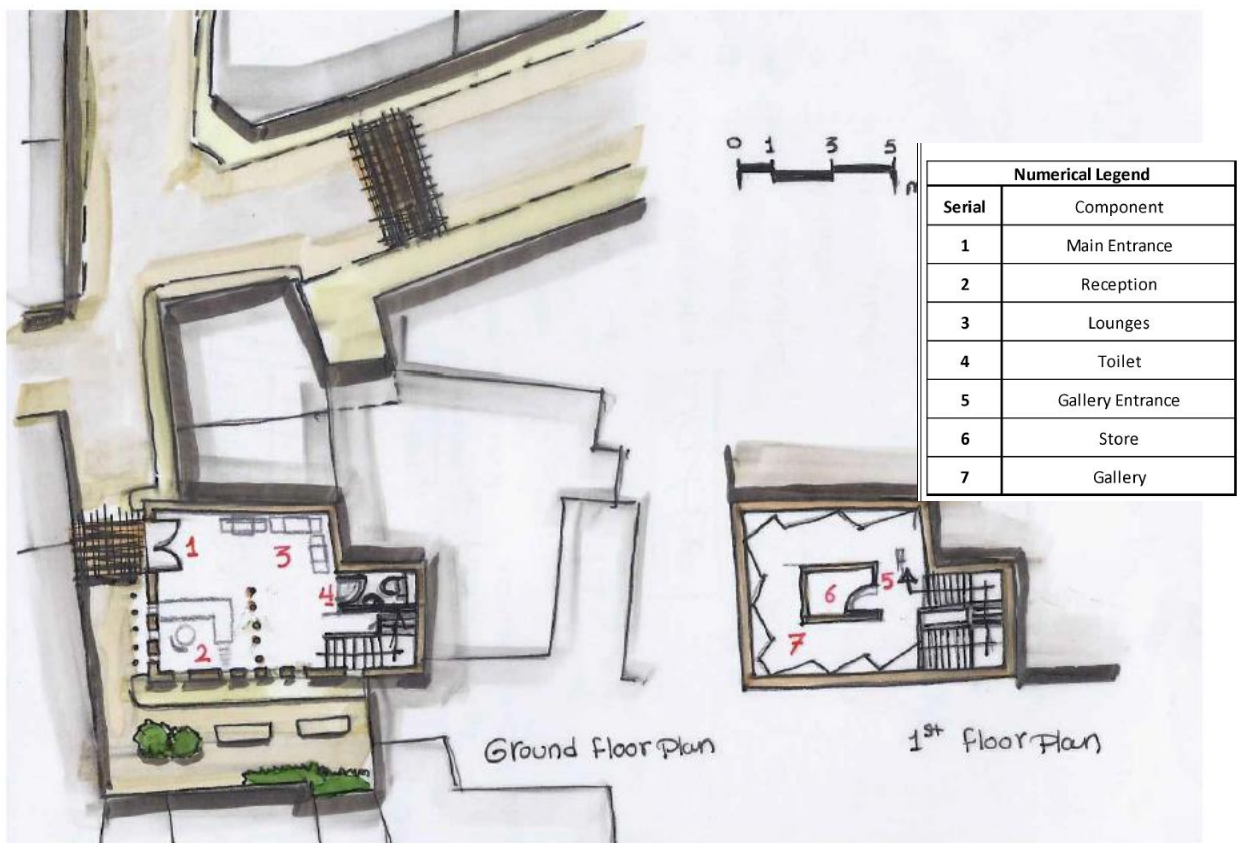 0 1 3 5
Numerical Legend
Serial Component
1 Main Entrance
2 Reception
3 Lounges
4 Toilet
5 Gallery Entrance
6 Store
7 Gallery
1
3
4
2
5
6
7
Ground floor Plan
1st floor Plan